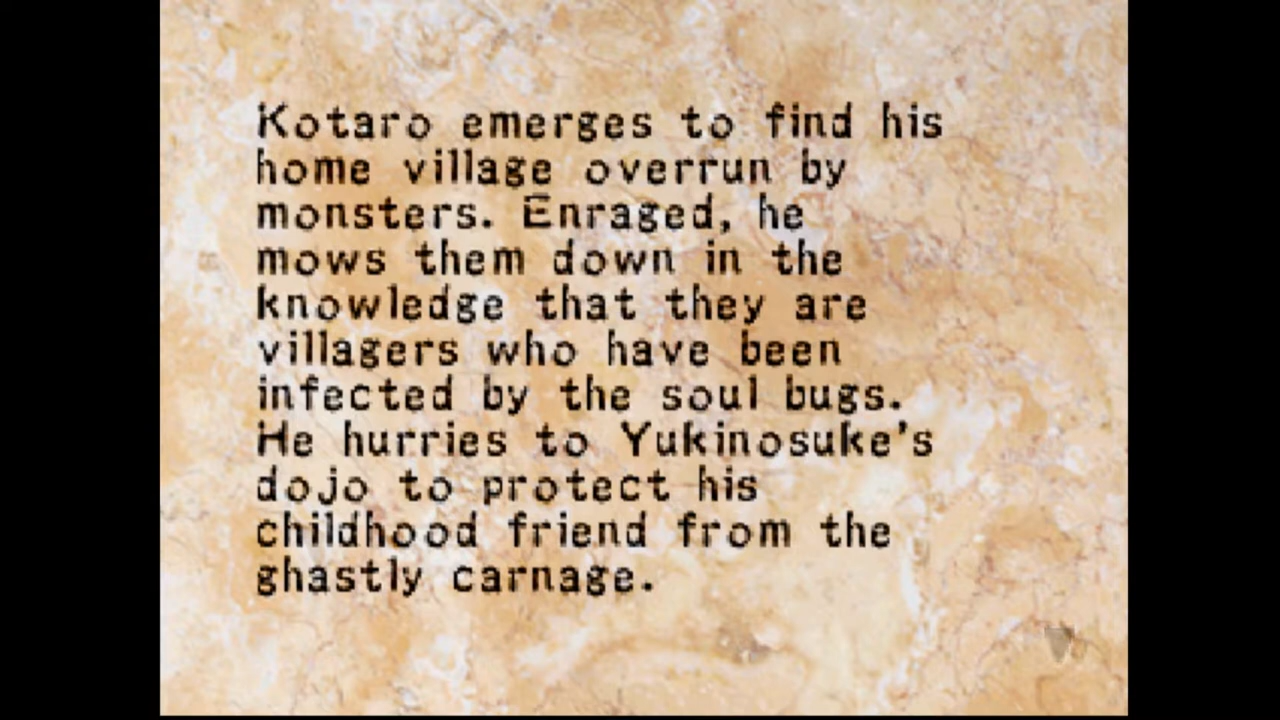 Kotaro emerges to find his
home village overrun by
monsters. Enraged, he
mows them down in the
knowledge that they are
villagers who have been
infected by the soul bugs.
He hurries to Yukinosuke's
dojo to protect his
childhood friend from the
ghastly carnage.